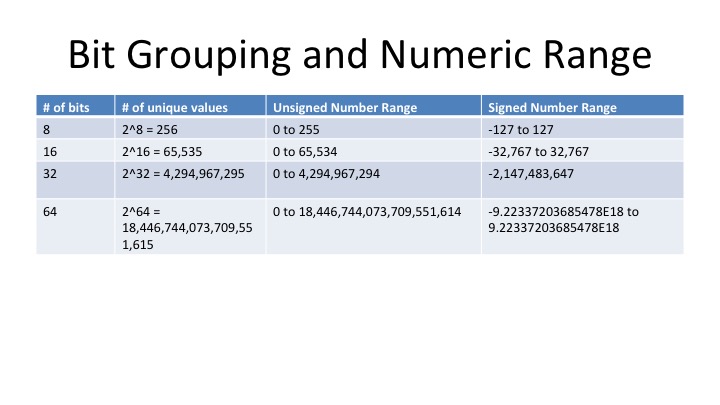 Bit Grouping and Numeric Range
# of bits # of unique values Unsigned Number Range Signed Number Range
8 2^8 = 256 0 to 255 -127 to 127
16 2^16 = 65,535 0 to 65,534 -32,767 to 32,767
32 2^32 = 4,294,967,295 0 to 4,294,967,294 -2,147,483,647
64 2^64 = 0 to 18,446,744,073,709,551,614 -9.22337203685478E18 to
18,446,744,073,709,55 9.22337203685478E18
1,615